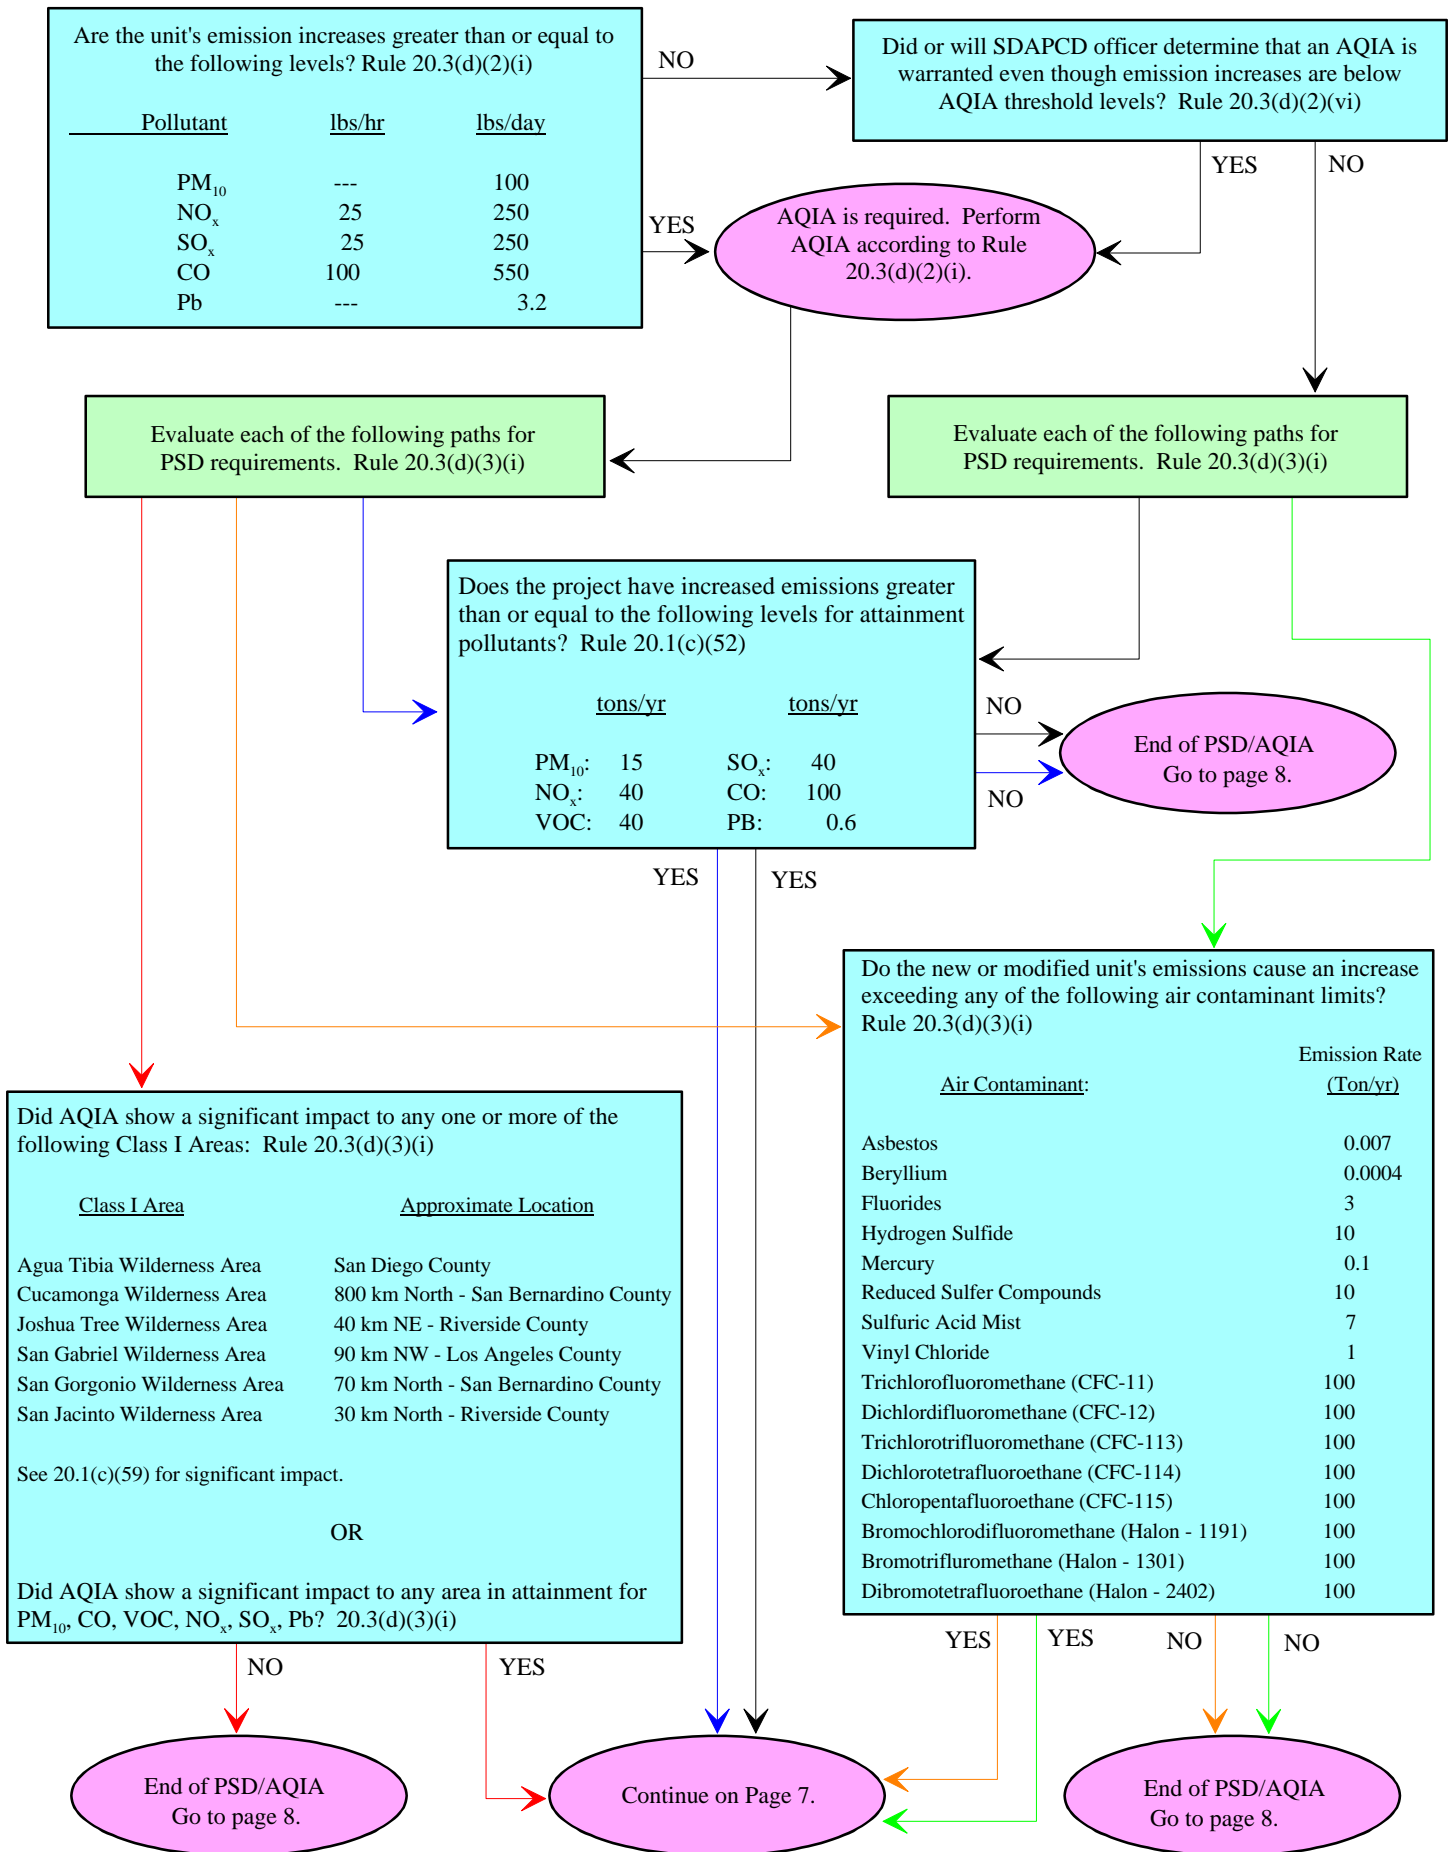 Are the unit's emission increases greater than or equal to
the following levels? Rule 20.3(d)(2)(i)
Pollutant lbs/hr lbs/day
PM10 --- 100
NOx 25 250
SOx 25 250
CO 100 550
Pb --- 3.2
NO
Did or will SDAPCD officer determine that an AQIA is
warranted even though emission increases are below
AQIA threshold levels? Rule 20.3(d)(2)(vi)
YES
NO
YES
AQIA is required. Perform
AQIA according to Rule
20.3(d)(2)(i).
Evaluate each of the following paths for
PSD requirements. Rule 20.3(d)(3)(i)
Evaluate each of the following paths for
PSD requirements. Rule 20.3(d)(3)(i)
Does the project have increased emissions greater
than or equal to the following levels for attainment
pollutants? Rule 20.1(c)(52)
tons/yr tons/yr
PM10: 15 SOx: 40
NOx: 40 CO: 100
VOC: 40 PB: 0.6
NO
NO
End of PSD/AQIA
Go to page 8.
YES
YES
Do the new or modified unit's emissions cause an increase
exceeding any of the following air contaminant limits?
Rule 20.3(d)(3)(i)
Emission Rate
Air Contaminant: (Ton/yr)
Asbestos 0.007
Beryllium 0.0004
Fluorides 3
Hydrogen Sulfide 10
Mercury 0.1
Reduced Sulfer Compounds 10
Sulfuric Acid Mist 7
Vinyl Chloride 1
Trichlorofluoromethane (CFC-11) 100
Dichlordifluoromethane (CFC-12) 100
Trichlorotrifluoromethane (CFC-113) 100
Dichlorotetrafluoroethane (CFC-114) 100
Chloropentafluoroethane (CFC-115) 100
Bromochlorodifluoromethane (Halon - 1191) 100
Bromotrifluromethane (Halon - 1301) 100
Dibromotetrafluoroethane (Halon - 2402) 100
Did AQIA show a significant impact to any one or more of the
following Class I Areas: Rule 20.3(d)(3)(i)
Class I Area Approximate Location
Agua Tibia Wilderness Area San Diego County
Cucamonga Wilderness Area 800 km North - San Bernardino County
Joshua Tree Wilderness Area 40 km NE - Riverside County
San Gabriel Wilderness Area 90 km NW - Los Angeles County
San Gorgonio Wilderness Area 70 km North - San Bernardino County
San Jacinto Wilderness Area 30 km North - Riverside County
See 20.1(c)(59) for significant impact.
OR
Did AQIA show a significant impact to any area in attainment for
PM10, CO, VOC, NOx, SOx, Pb? 20.3(d)(3)(i)
NO
YES
YES
YES
NO
NO
End of PSD/AQIA
Go to page 8.
Continue on Page 7.
End of PSD/AQIA
Go to page 8.